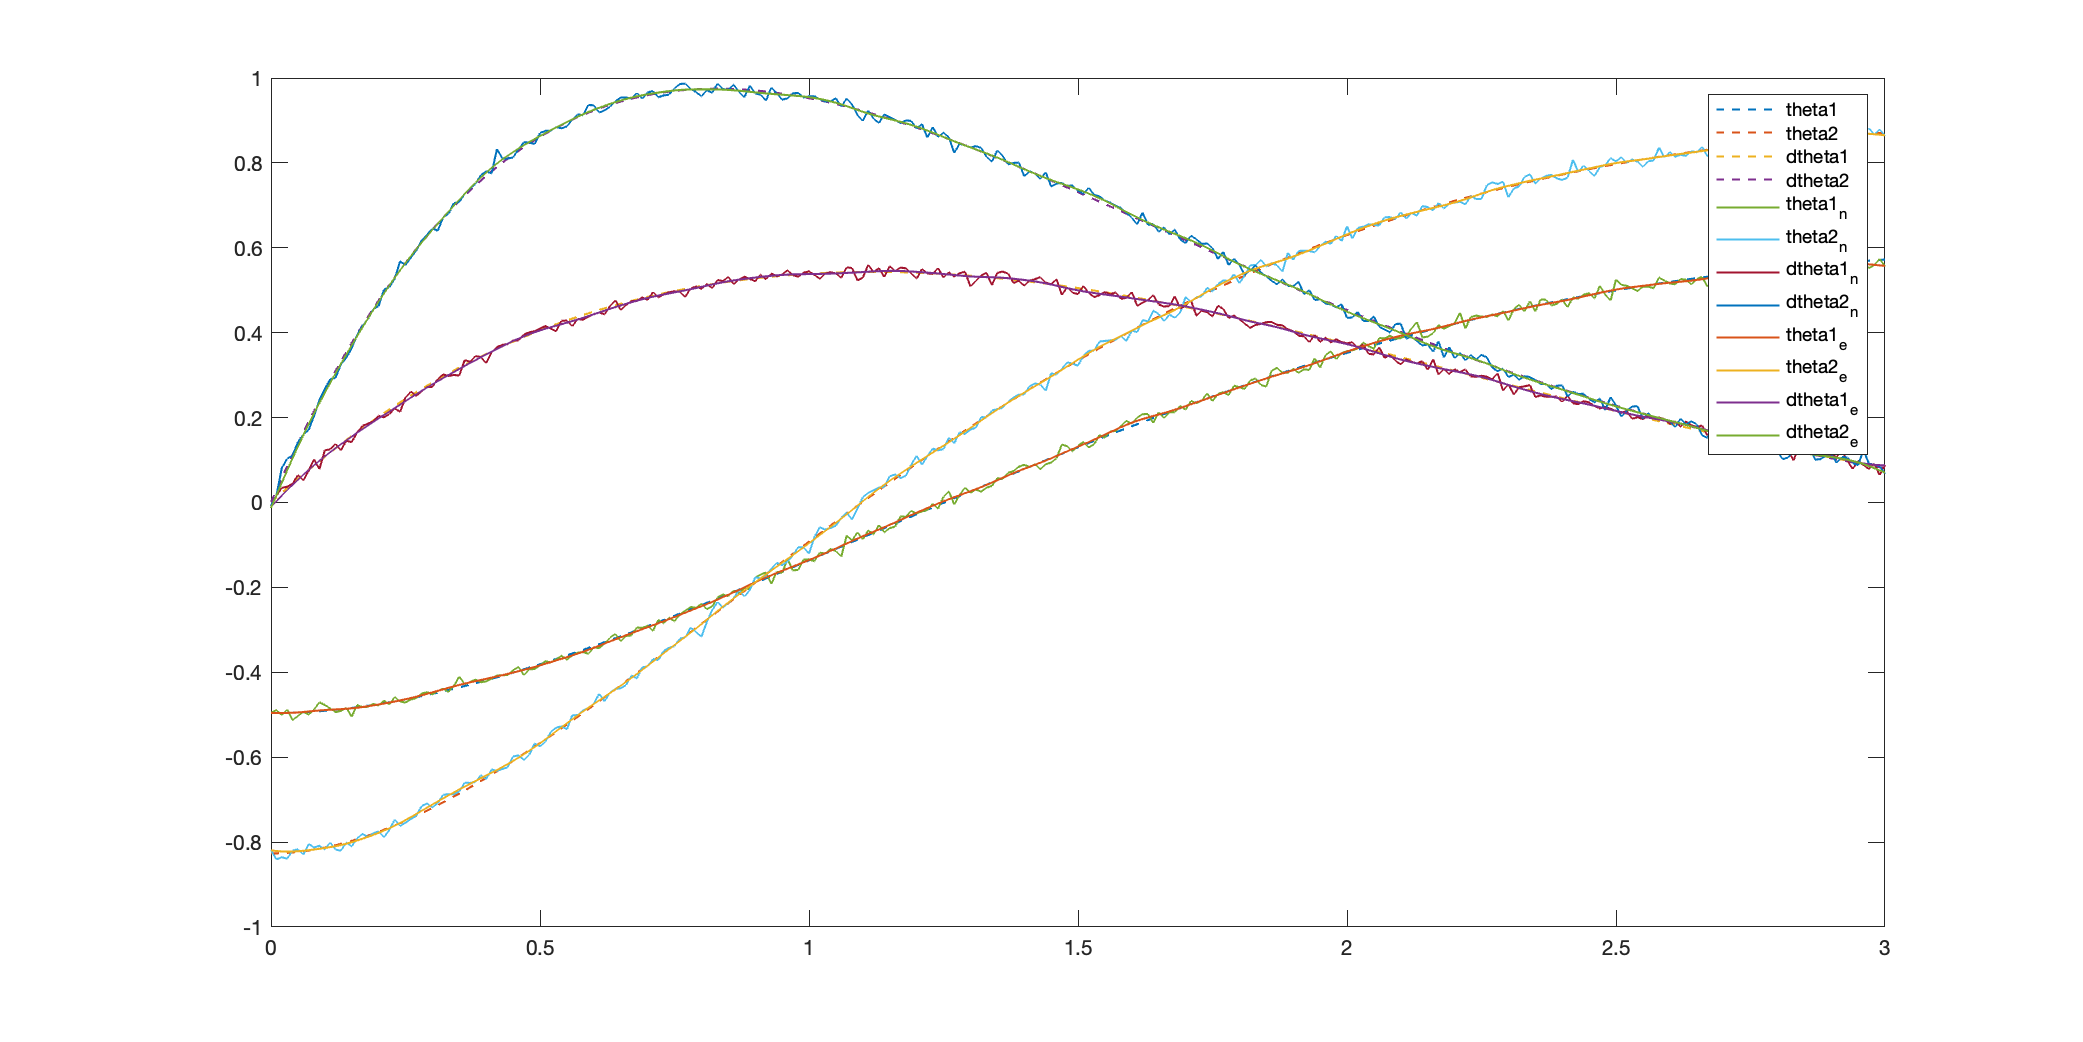 1
0.8
0.6
0.4
0.2
0
-0.2
-0.4
-0.6
-0.8
-1
0 0.5 1 1.5 2 2.5 3
theta1
theta2
dtheta1
dtheta2
theta1n
theta2n
dtheta1n
dtheta2n
theta1e
theta2e
dtheta1e
dtheta2e